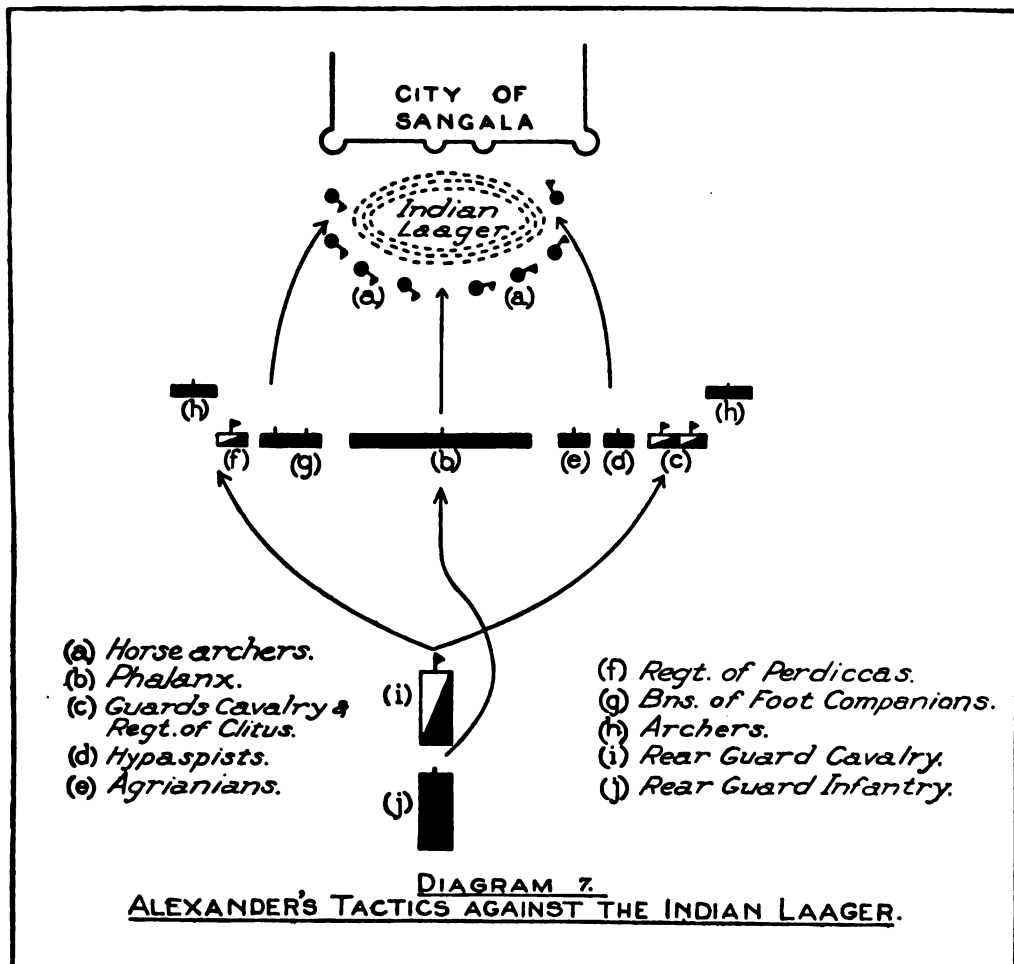 CITY OF
SANGALA
Indian
Laager
(a) (a)
(h) (h)
(f) (g) (b) (e) (d) (c)
(i)
(j)
(a) Horse archers.
(b) Phalanx.
(c) Guards Cavalry &
Regt. of Clitus.
(d) Hypaspists.
(e) Agrianians.
(f) Regt. of Perdiccas.
(g) Bns. of Foot Companions.
(h) Archers.
(i) Rear Guard Cavalry.
(j) Rear Guard Infantry.
DIAGRAM 7.
ALEXANDER'S TACTICS AGAINST THE INDIAN LAAGER.